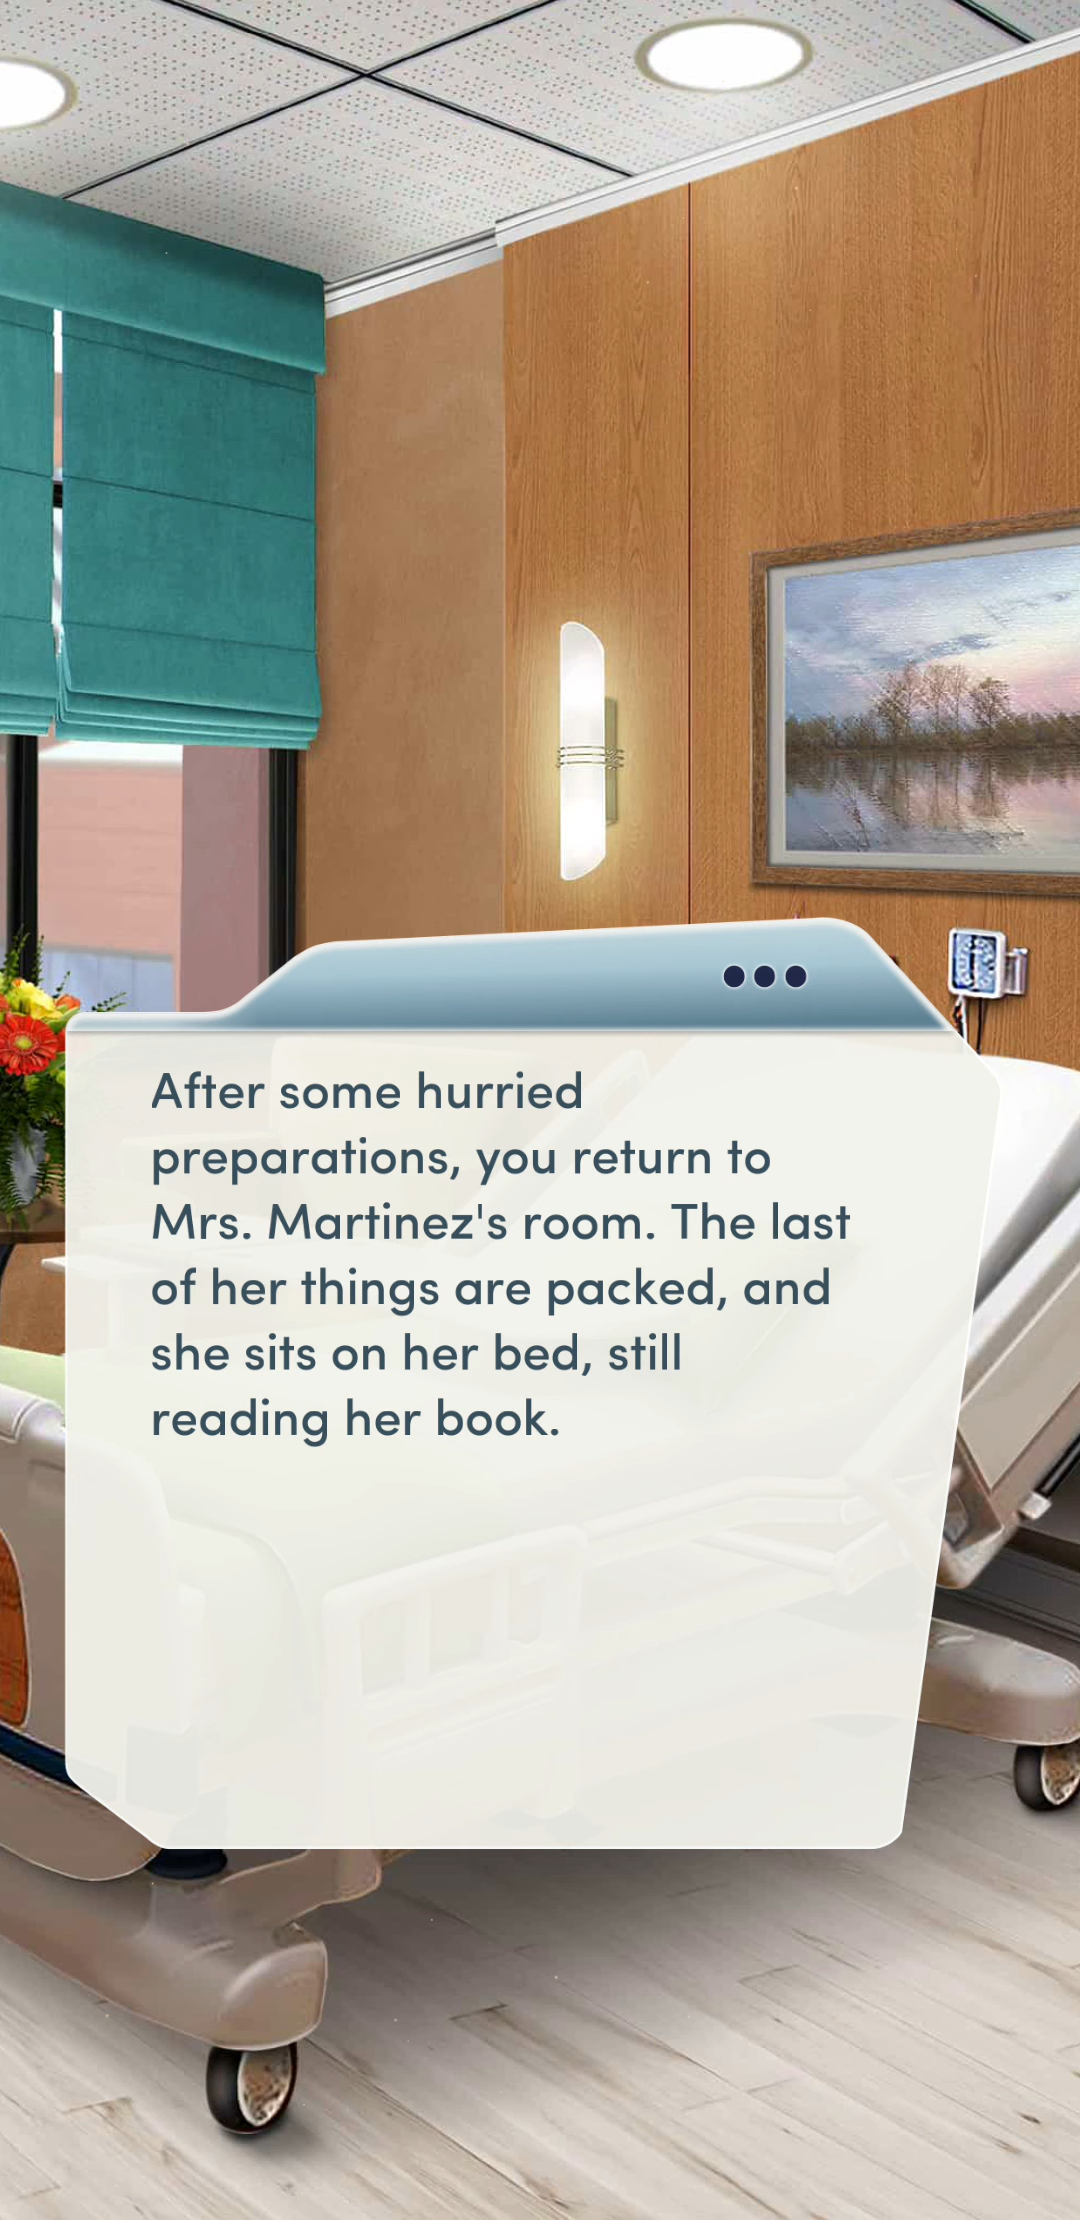 After some hurried
preparations, you return to
Mrs. Martinez's room. The last
of her things are packed, and
she sits on her bed, still
reading her book.